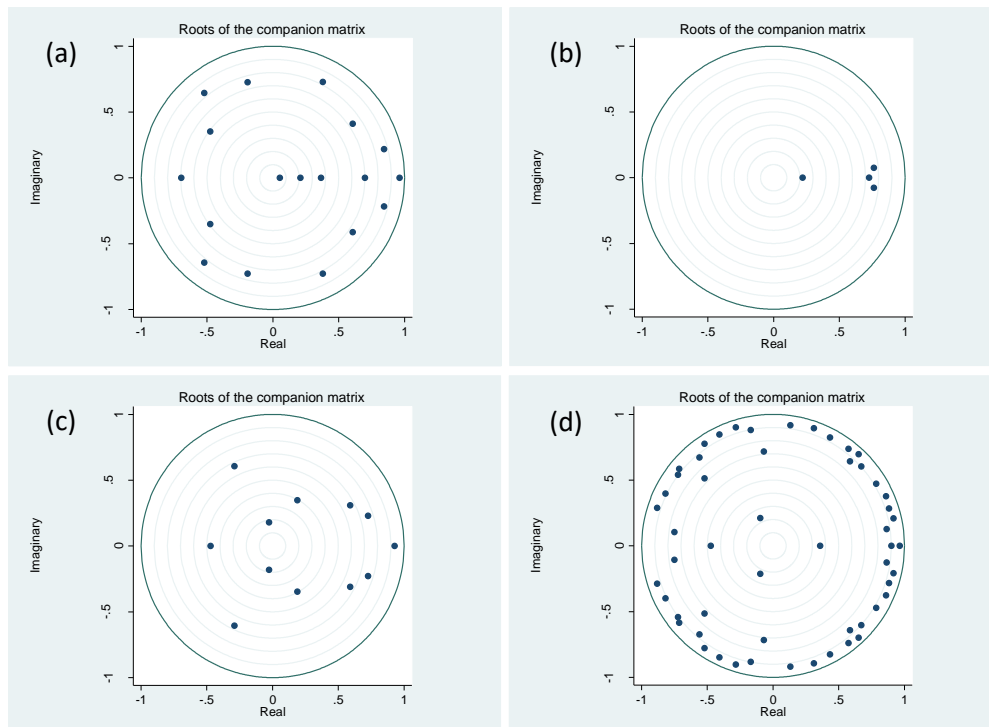 (a)
Roots of the companion matrix
1
.5
0
-.5
-1
Imaginary
-1 -.5 0 .5 1
Real
(b)
Roots of the companion matrix
1
.5
0
-.5
-1
Imaginary
-1 -.5 0 .5 1
Real
(c)
Roots of the companion matrix
1
.5
0
-.5
-1
Imaginary
-1 -.5 0 .5 1
Real
(d)
Roots of the companion matrix
1
.5
0
-.5
-1
Imaginary
-1 -.5 0 .5 1
Real